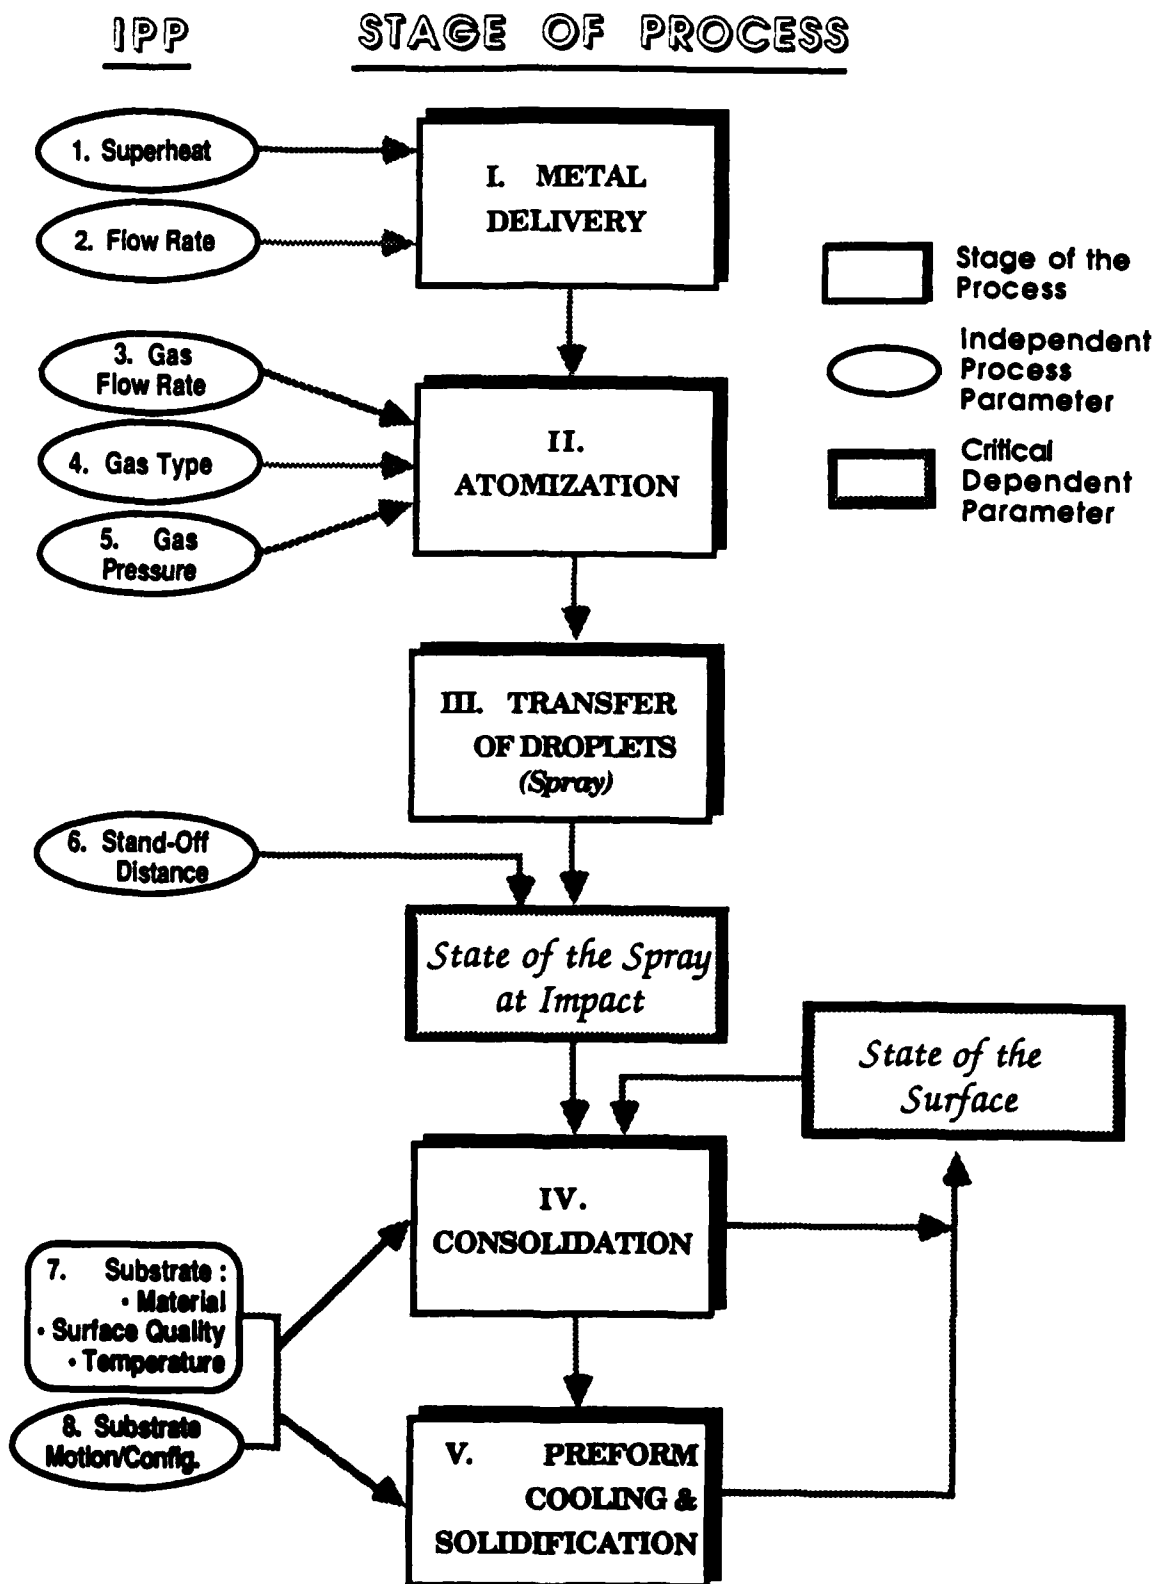 IPP
STAGE OF PROCESS
1. Superheat
2. Flow Rate
I. METAL
DELIVERY
Stage of the
Process
Independent
Process
Parameter
Critical
Dependent
Parameter
3. Gas
Flow Rate
4. Gas Type
5. Gas
Pressure
II.
ATOMIZATION
III. TRANSFER
OF DROPLETS
(Spray)
6. Stand-Off
Distance
State of the Spray
at Impact
State of the
Surface
IV.
CONSOLIDATION
7. Substrate :
• Material
• Surface Quality
• Temperature
8. Substrate
Motion/Config.
V. PREFORM
COOLING &
SOLIDIFICATION